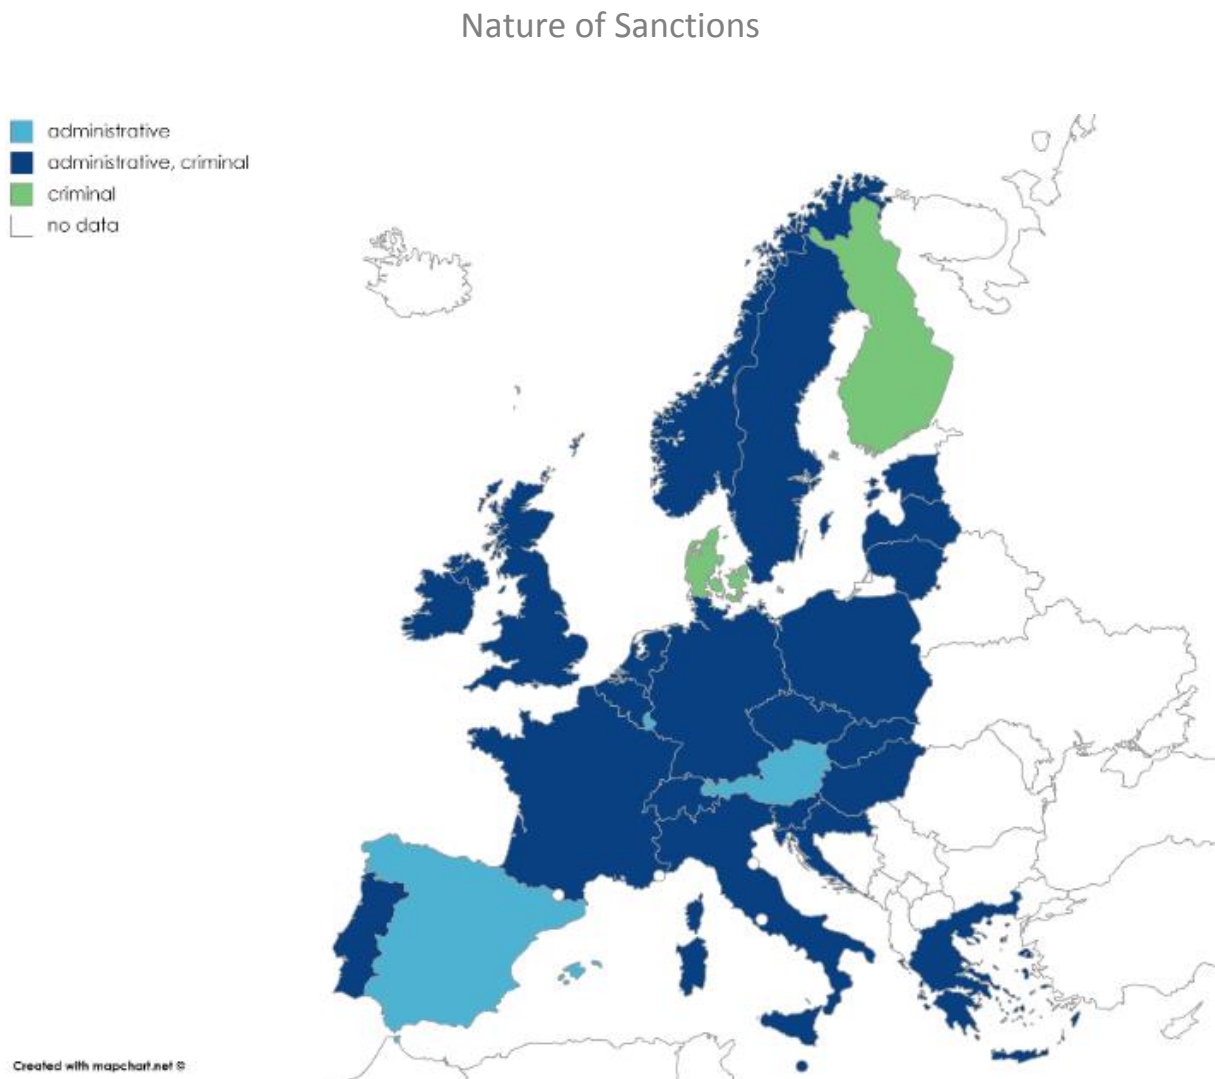 Nature of Sanctions
administrative
administrative, criminal
criminal
no data
Created with mapchart.net ©